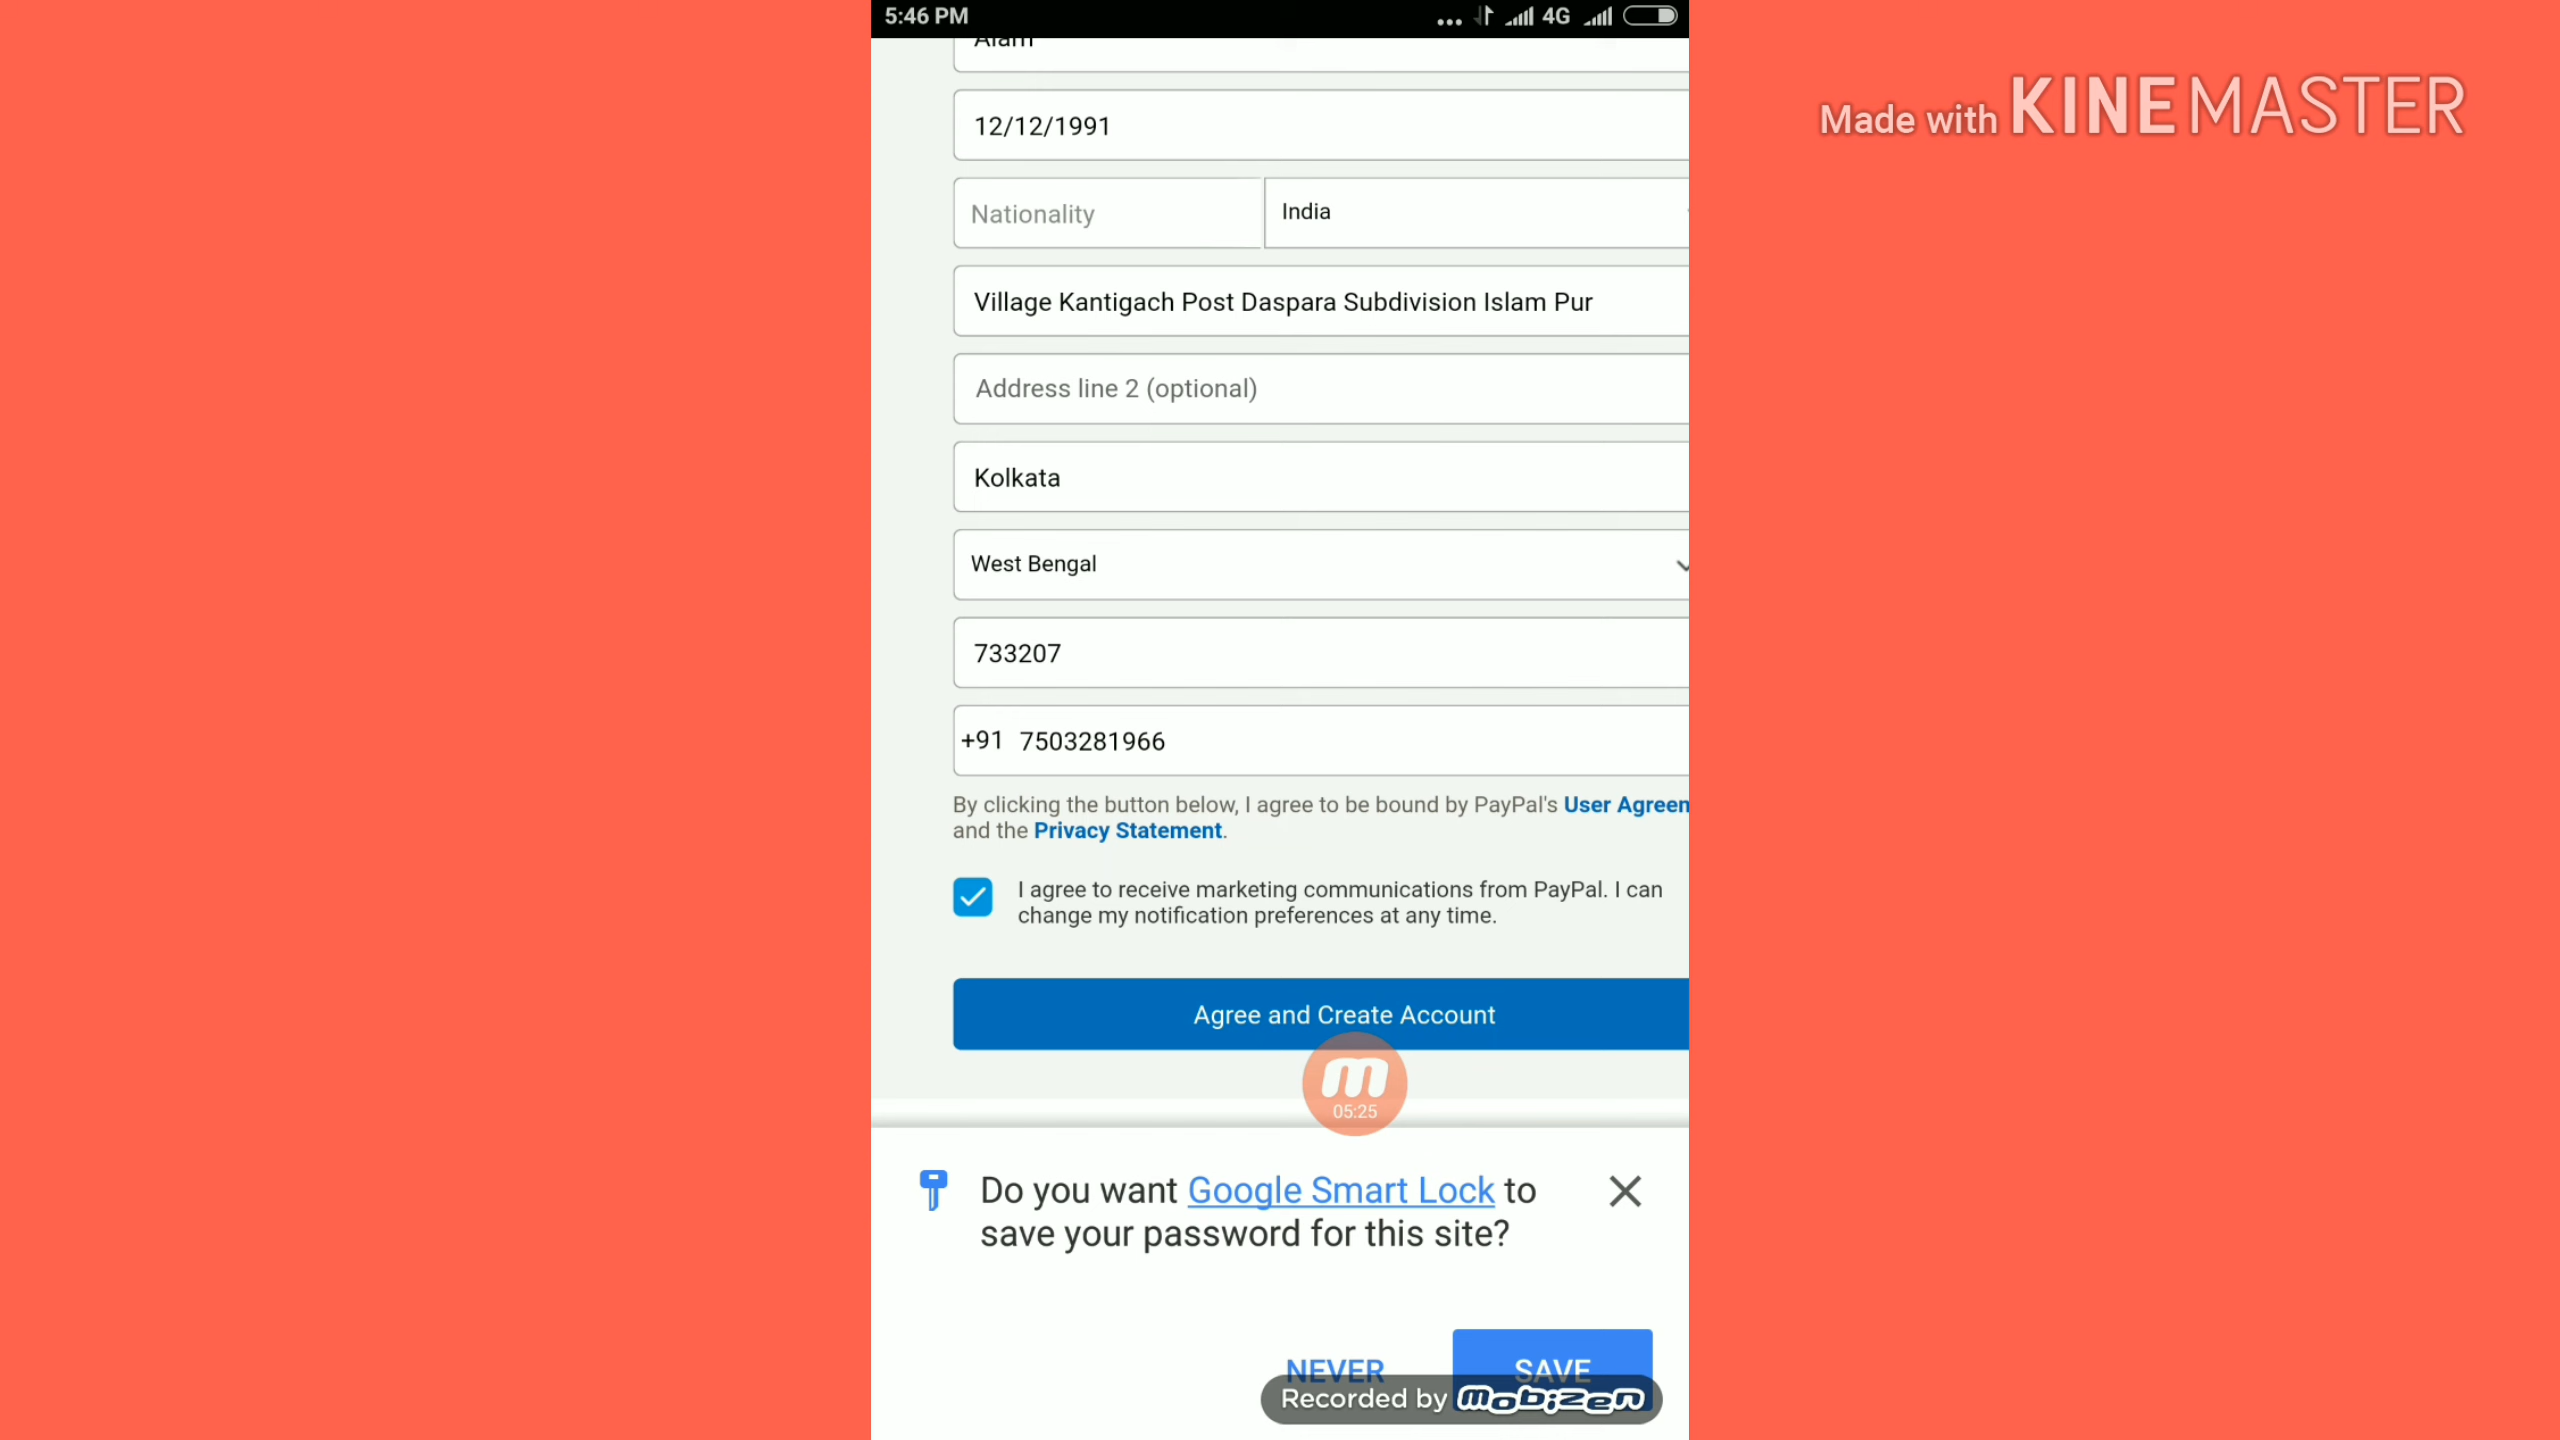 5:46 PM
4G
Made with KINEMASTER
Alam
12/12/1991
Nationality
India
Village Kantigach Post Daspara Subdivision Islam Pur
Address line 2 (optional)
Kolkata
West Bengal
733207
+91 7503281966
By clicking the button below, I agree to be bound by PayPal's User Agreem
and the Privacy Statement.
I agree to receive marketing communications from PayPal. I can
change my notification preferences at any time.
Agree and Create Account
m
05:25
Do you want Google Smart Lock to
save your password for this site?
NEVER
SAVE
Recorded by mobizen